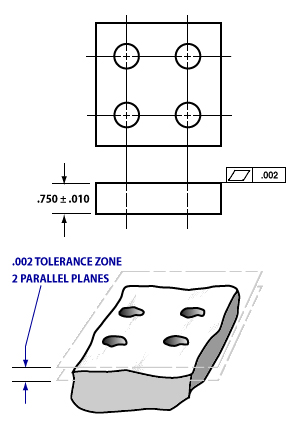 .002
.750 ± .010
.002 TOLERANCE ZONE
2 PARALLEL PLANES